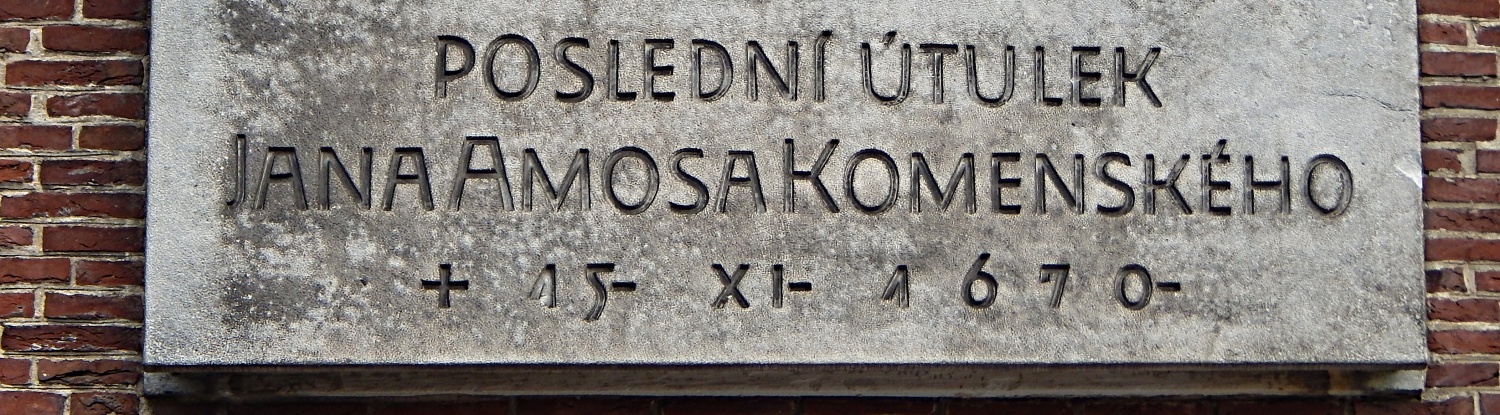 POSLEDNÍ ÚTULEK
JANA AMOSA KOMENSKÉHO
+ 15- XI- 1670-